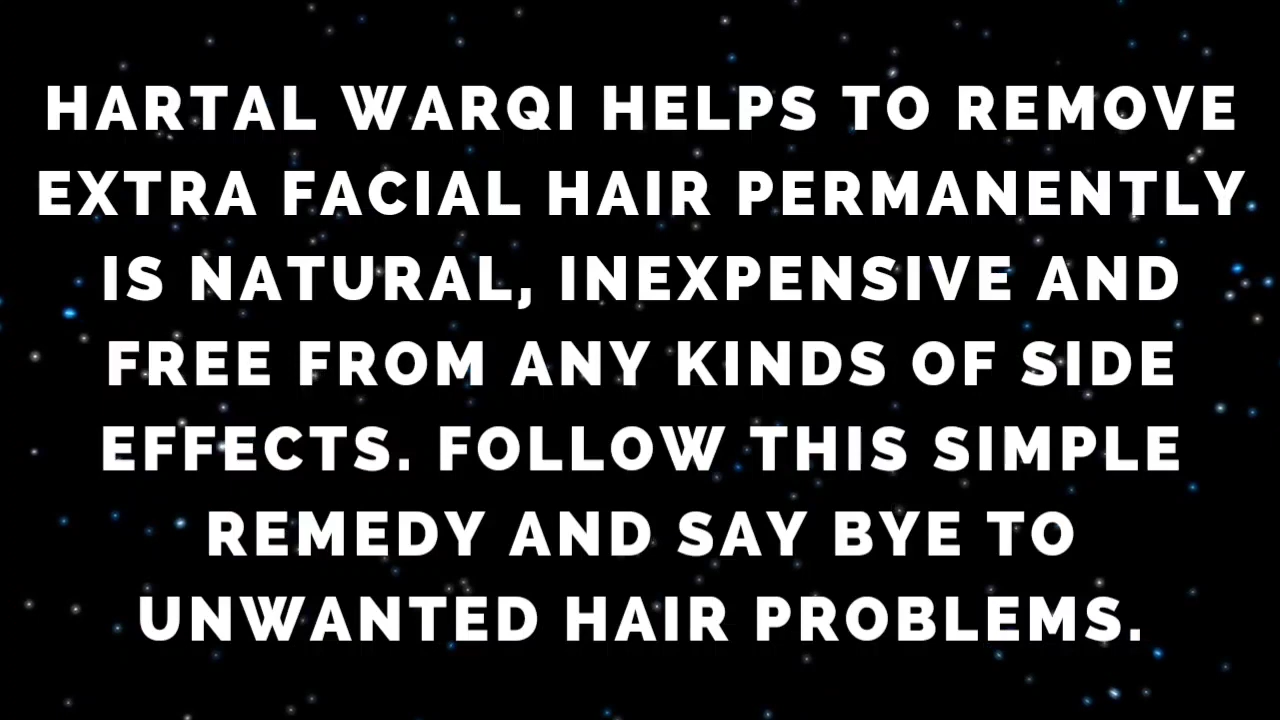 HARTAL WARQI HELPS TO REMOVE
EXTRA FACIAL HAIR PERMANENTLY
IS NATURAL, INEXPENSIVE AND
FREE FROM ANY KINDS OF SIDE
EFFECTS. FOLLOW THIS SIMPLE
REMEDY AND SAY BYE TO
UNWANTED HAIR PROBLEMS.